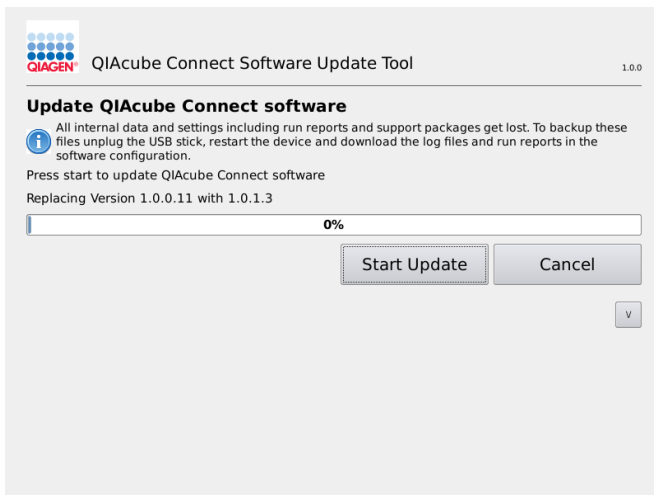 QIAGEN®
QIAcube Connect Software Update Tool
1.0.0
Update QIAcube Connect software
All internal data and settings including run reports and support packages get lost. To backup these
files unplug the USB stick, restart the device and download the log files and run reports in the
software configuration.
Press start to update QIAcube Connect software
Replacing Version 1.0.0.11 with 1.0.1.3
0%
Start Update
Cancel
v